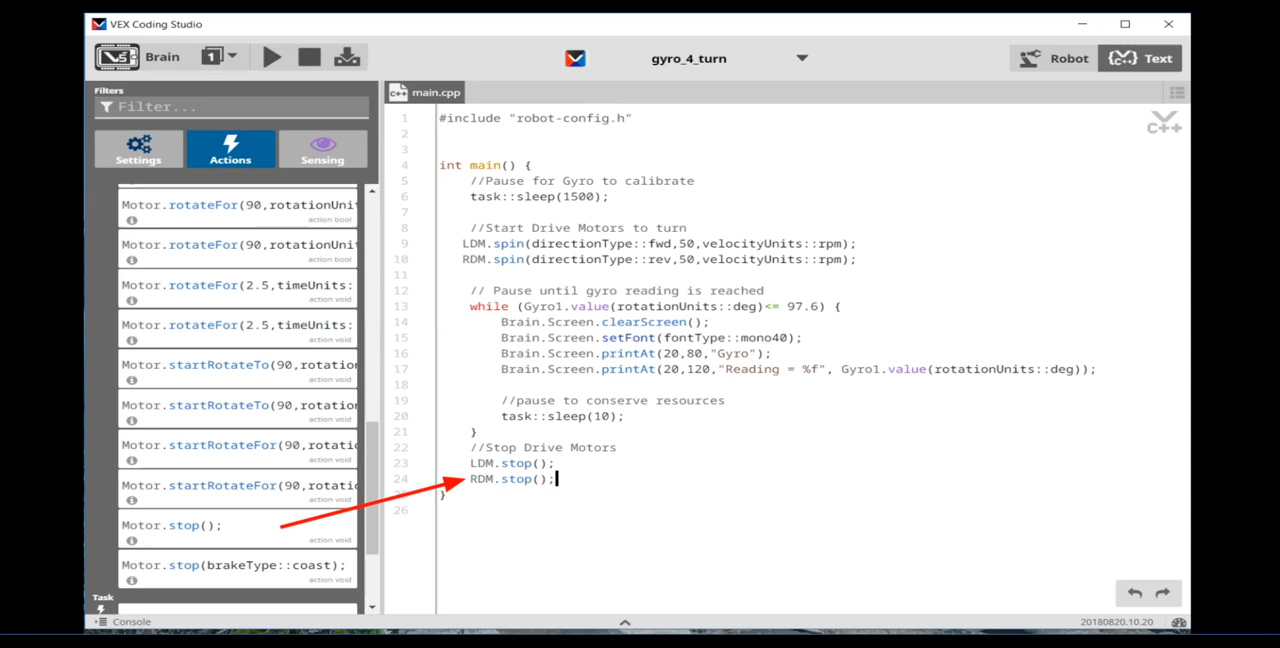 VEX Coding Studio
V5 Brain 1 gyro_4_turn Robot Text
Filters
Filter...
Settings Actions Sensing
Motor.rotateFor(90,rotationUnit
action bool
Motor.rotateFor(90,rotationUnit
action bool
Motor.rotateFor(2.5,timeUnits:
action void
Motor.rotateFor(2.5,timeUnits:
action void
Motor.startRotateTo(90,rotation
action void
Motor.startRotateTo(90,rotation
action void
Motor.startRotateFor(90,rotatic
action void
Motor.startRotateFor(90,rotatic
action void
Motor.stop();
action void
Motor.stop(brakeType::coast);
action void
Task
Console
C++ main.cpp
1 #include "robot-config.h"
2
3
4 int main() {
5 //Pause for Gyro to calibrate
6 task::sleep(1500);
7
8 //Start Drive Motors to turn
9 LDM.spin(directionType::fwd,50,velocityUnits::rpm);
10 RDM.spin(directionType::rev,50,velocityUnits::rpm);
11
12 // Pause until gyro reading is reached
13 while (Gyro1.value(rotationUnits::deg)<= 97.6) {
14 Brain.Screen.clearScreen();
15 Brain.Screen.setFont(fontType::mono40);
16 Brain.Screen.printAt(20,80,"Gyro");
17 Brain.Screen.printAt(20,120,"Reading = %f", Gyro1.value(rotationUnits::deg));
18
19 //pause to conserve resources
20 task::sleep(10);
21 }
22 //Stop Drive Motors
23 LDM.stop();
24 RDM.stop();
}
26
C++
20180820.10.20